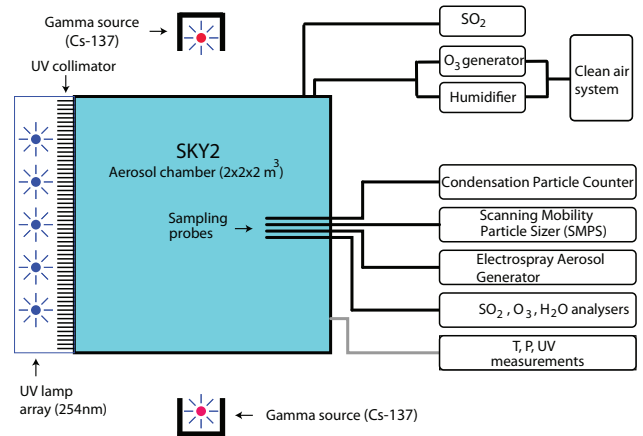 Gamma source
(Cs-137)
UV collimator
SO2
O3 generator
Humidifier
Clean air
system
SKY2
Aerosol chamber (2x2x2 m3)
Sampling
probes
Condensation Particle Counter
Scanning Mobility
Particle Sizer (SMPS)
Electrospray Aerosol
Generator
SO2 , O3 , H2O analysers
T, P, UV
measurements
UV lamp
array (254nm)
Gamma source (Cs-137)